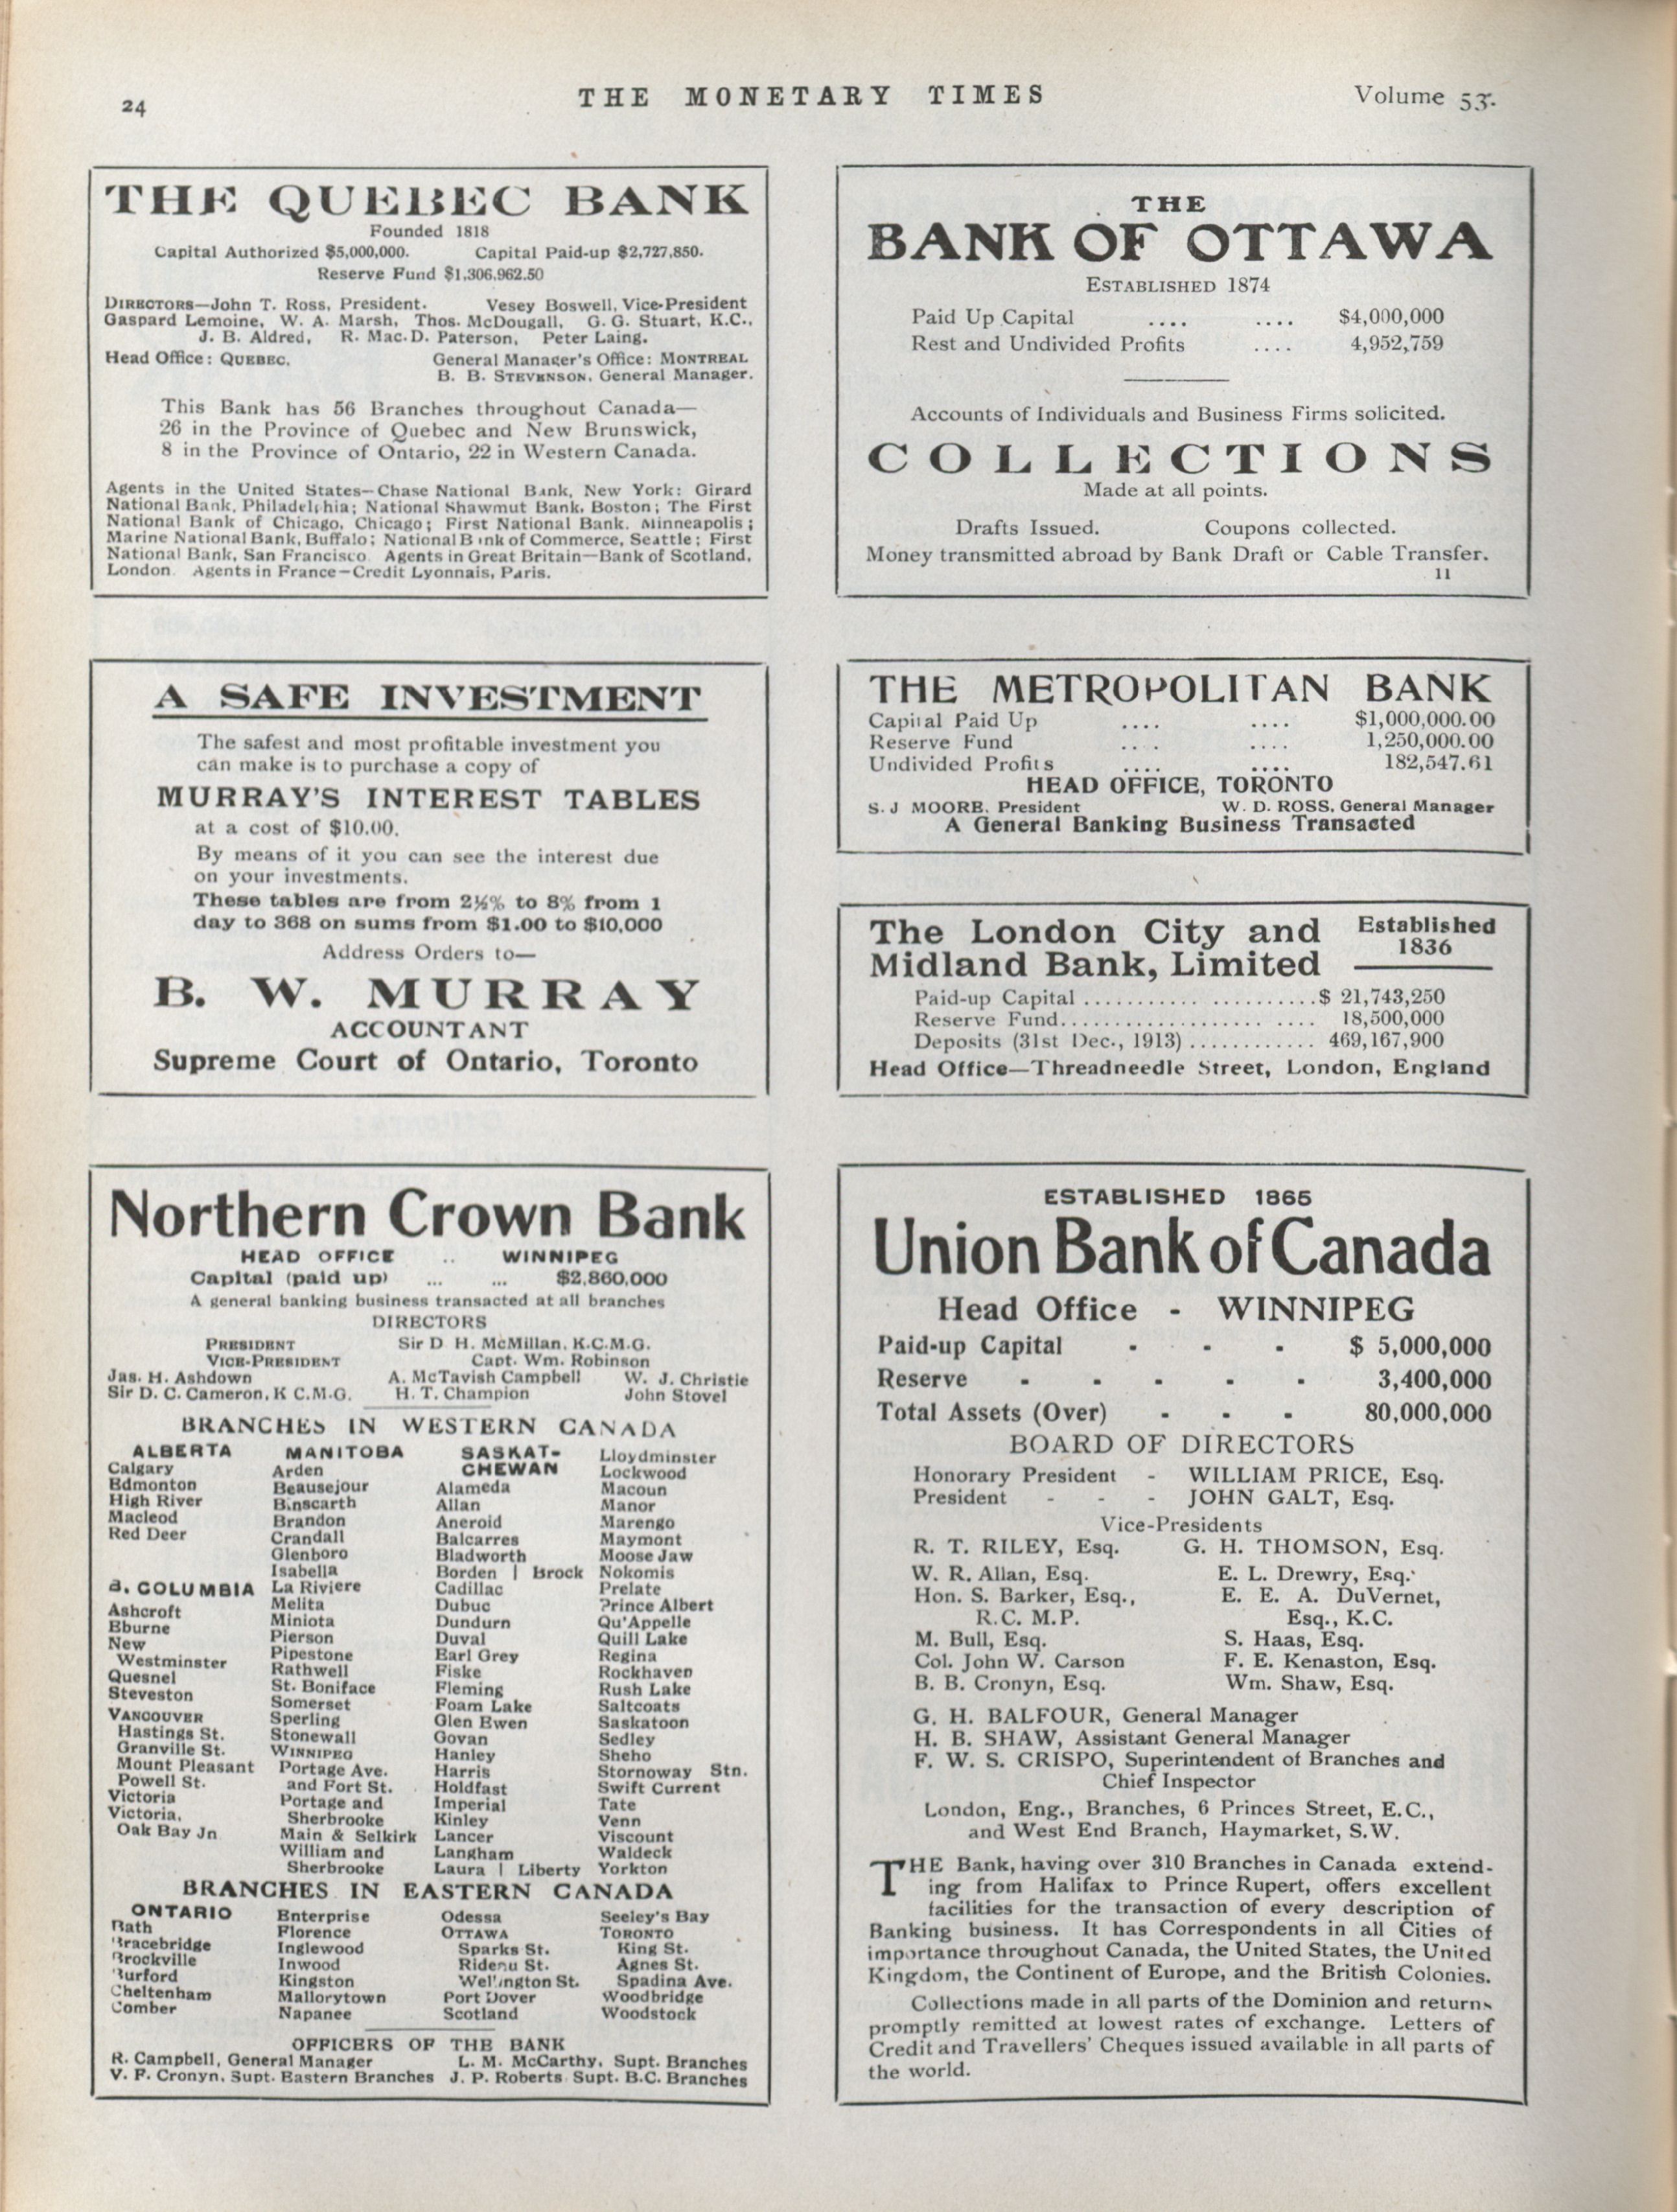 24
THE MONETARY TIMES
Volume 53.
THE QUEBEC BANK
Founded 1818
Capital Authorized $5,000,000. Capital Paid-up $2,727,850.
Reserve Fund $1,306,962.50
DIRECTORS—John T. Ross, President. Vesey Boswell, Vice-President
Gaspard Lemoine, W. A. Marsh, Thos. McDougall, G. G. Stuart, K.C.,
J. B. Aldred, R. Mac. D. Paterson, Peter Laing.
Head Office: QUEBEC. General Manager's Office: MONTREAL
B. B. STEVENSON, General Manager.
This Bank has 56 Branches throughout Canada—
26 in the Province of Quebec and New Brunswick,
8 in the Province of Ontario, 22 in Western Canada.
Agents in the United States—Chase National Bank, New York: Girard
National Bank, Philadelphia; National Shawmut Bank, Boston; The First
National Bank of Chicago, Chicago; First National Bank, Minneapolis;
Marine National Bank, Buffalo; National Bank of Commerce, Seattle; First
National Bank, San Francisco Agents in Great Britain—Bank of Scotland,
London Agents in France—Credit Lyonnais, Paris.
THE
BANK OF OTTAWA
ESTABLISHED 1874
Paid Up Capital .... .... $4,000,000
Rest and Undivided Profits .... 4,952,759
Accounts of Individuals and Business Firms solicited.
COLLECTIONS
Made at all points.
Drafts Issued. Coupons collected.
Money transmitted abroad by Bank Draft or Cable Transfer.
11
A SAFE INVESTMENT
The safest and most profitable investment you
can make is to purchase a copy of
MURRAY'S INTEREST TABLES
at a cost of $10.00.
By means of it you can see the interest due
on your investments.
These tables are from 2½% to 8% from 1
day to 368 on sums from $1.00 to $10,000
Address Orders to—
B. W. MURRAY
ACCOUNTANT
Supreme Court of Ontario, Toronto
THE METROPOLITAN BANK
Capital Paid Up .... .... $1,000,000.00
Reserve Fund .... .... 1,250,000.00
Undivided Profits .... .... 182,547.61
HEAD OFFICE, TORONTO
S. J MOORE, President W. D. ROSS, General Manager
A General Banking Business Transacted
The London City and Established
Midland Bank, Limited 1836
Paid-up Capital ...................... $ 21,743,250
Reserve Fund...................... 18,500,000
Deposits (31st Dec., 1913) ............ 469,167,900
Head Office—Threadneedle Street, London, England
Northern Crown Bank
HEAD OFFICE .. WINNIPEG
Capital (paid up) ... ... $2,860,000
A general banking business transacted at all branches
DIRECTORS
PRESIDENT Sir D H. McMillan, K.C.M.G.
VICE-PRESIDENT Capt. Wm. Robinson
Jas. H. Ashdown A. McTavish Campbell W. J. Christie
Sir D. C. Cameron, K C.M.G. H. T. Champion John Stovel
BRANCHES IN WESTERN CANADA
ALBERTA
Calgary
Edmonton
High River
Macleod
Red Deer
B. COLUMBIA
Ashcroft
Eburne
New
Westminster
Quesnel
Steveston
VANCOUVER
Hastings St.
Granville St.
Mount Pleasant
Powell St.
Victoria
Victoria,
Oak Bay Jn
MANITOBA
Arden
Beausejour
Binscarth
Brandon
Crandall
Glenboro
Isabella
La Riviere
Melita
Miniota
Pierson
Pipestone
Rathwell
St. Boniface
Somerset
Sperling
Stonewall
WINNIPEG
Portage Ave.
and Fort St.
Portage and
Sherbrooke
Main & Selkirk
William and
Sherbrooke
SASKAT-
CHEWAN
Alameda
Allan
Aneroid
Balcarres
Bladworth
Borden | Brock
Cadillac
Dubuc
Dundurn
Duval
Earl Grey
Fiske
Fleming
Foam Lake
Glen Ewen
Govan
Hanley
Harris
Holdfast
Imperial
Kinley
Lancer
Langham
Laura | Liberty
Lloydminster
Lockwood
Macoun
Manor
Marengo
Maymont
Moose Jaw
Nokomis
Prelate
Prince Albert
Qu'Appelle
Quill Lake
Regina
Rockhaven
Rush Lake
Saltcoats
Saskatoon
Sedley
Sheho
Stornoway Stn.
Swift Current
Tate
Venn
Viscount
Waldeck
Yorkton
BRANCHES IN EASTERN CANADA
ONTARIO
Bath
Bracebridge
Brockville
Burford
Cheltenham
Comber
Enterprise
Florence
Inglewood
Inwood
Kingston
Mallorytown
Napanee
Odessa
OTTAWA
Sparks St.
Rideau St.
Wellington St.
Port Dover
Scotland
Seeley's Bay
TORONTO
King St.
Agnes St.
Spadina Ave.
Woodbridge
Woodstock
OFFICERS OF THE BANK
R. Campbell, General Manager L. M. McCarthy, Supt. Branches
V. F. Cronyn, Supt. Eastern Branches J. P. Roberts Supt. B.C. Branches
ESTABLISHED 1865
Union Bank of Canada
Head Office - WINNIPEG
Paid-up Capital - - - $ 5,000,000
Reserve - - - - - 3,400,000
Total Assets (Over) - - - 80,000,000
BOARD OF DIRECTORS
Honorary President - WILLIAM PRICE, Esq.
President - - - JOHN GALT, Esq.
Vice-Presidents
R. T. RILEY, Esq. G. H. THOMSON, Esq.
W. R. Allan, Esq. E. L. Drewry, Esq.
Hon. S. Barker, Esq., E. E. A. DuVernet,
R.C. M.P. Esq., K.C.
M. Bull, Esq. S. Haas, Esq.
Col. John W. Carson F. E. Kenaston, Esq.
B. B. Cronyn, Esq. Wm. Shaw, Esq.
G. H. BALFOUR, General Manager
H. B. SHAW, Assistant General Manager
F. W. S. CRISPO, Superintendent of Branches and
Chief Inspector
London, Eng., Branches, 6 Princes Street, E.C.,
and West End Branch, Haymarket, S.W.
THE Bank, having over 310 Branches in Canada extend-
ing from Halifax to Prince Rupert, offers excellent
facilities for the transaction of every description of
Banking business. It has Correspondents in all Cities of
importance throughout Canada, the United States, the United
Kingdom, the Continent of Europe, and the British Colonies.
Collections made in all parts of the Dominion and returns
promptly remitted at lowest rates of exchange. Letters of
Credit and Travellers' Cheques issued available in all parts of
the world.